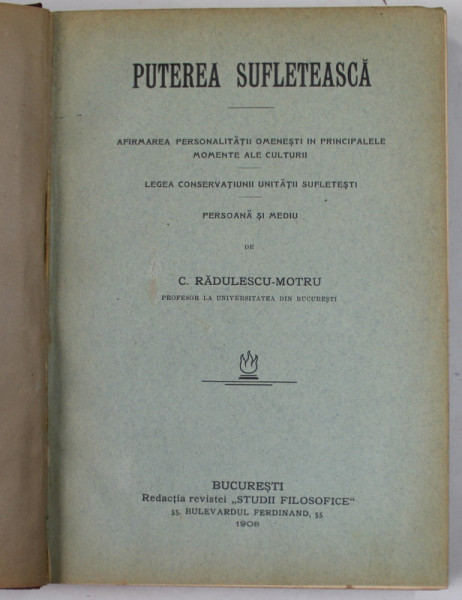 PUTEREA SUFLETEASCĂ
AFIRMAREA PERSONALITĂȚII OMENEȘTI IN PRINCIPALELE
MOMENTE ALE CULTURII
LEGEA CONSERVAȚIUNII UNITĂȚII SUFLETEȘTI
PERSOANĂ ȘI MEDIU
DE
C. RĂDULESCU-MOTRU
PROFESOR LA UNIVERSITATEA DIN BUCUREȘTI
BUCUREȘTI
Redacția revistei „STUDII FILOSOFICE"
55. BULEVARDUL FERDINAND, 55
1908